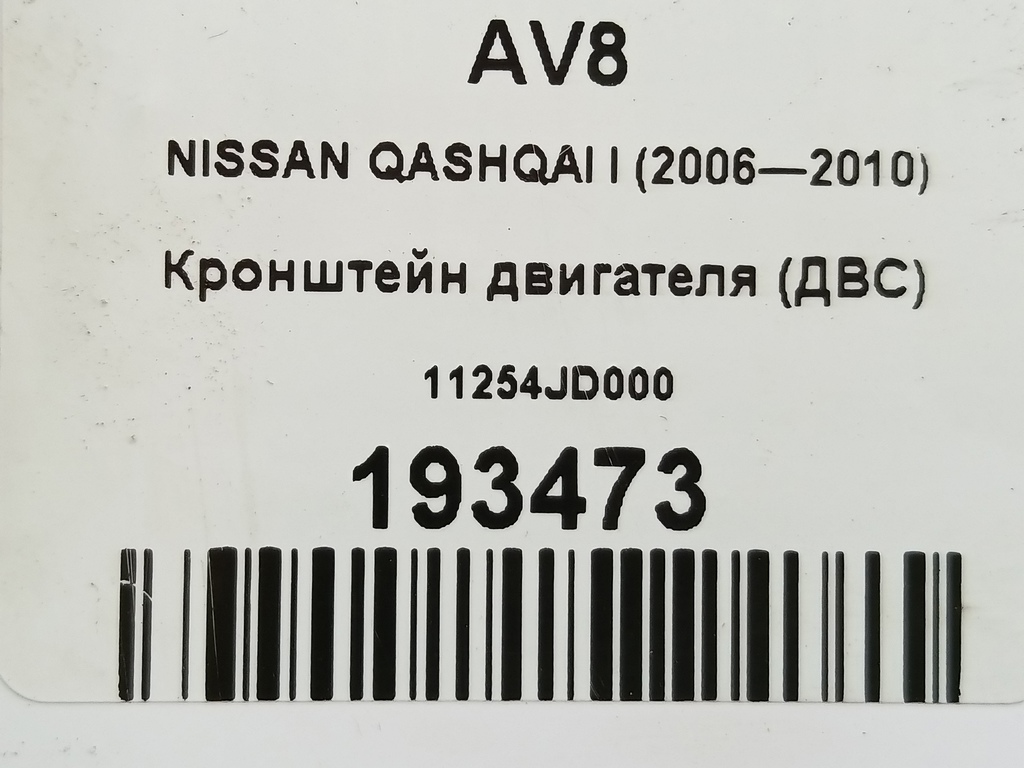 AV8
NISSAN QASHQAI I (2006—2010)
Кронштейн двигателя (ДВС)
11254JD000
193473